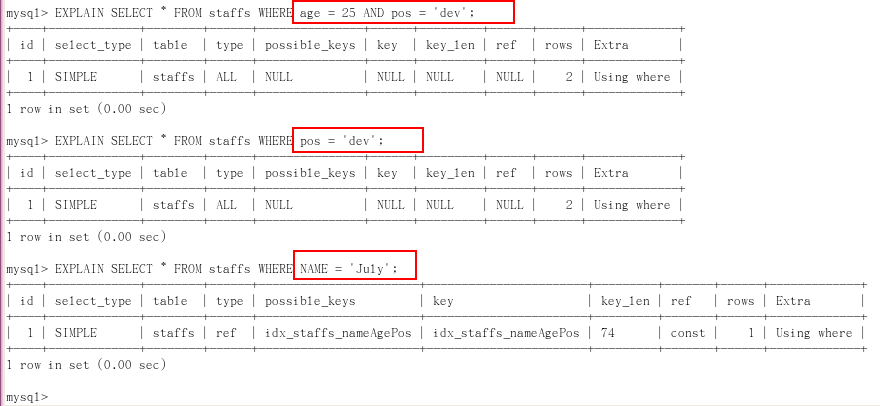 mysql> EXPLAIN SELECT * FROM staffs WHERE age = 25 AND pos = 'dev';
| id | select_type | table | type | possible_keys | key | key_len | ref | rows | Extra |
| 1 | SIMPLE | staffs | ALL | NULL | NULL | NULL | NULL | 2 | Using where |
1 row in set (0.00 sec)
mysql> EXPLAIN SELECT * FROM staffs WHERE pos = 'dev';
| id | select_type | table | type | possible_keys | key | key_len | ref | rows | Extra |
| 1 | SIMPLE | staffs | ALL | NULL | NULL | NULL | NULL | 2 | Using where |
1 row in set (0.00 sec)
mysql> EXPLAIN SELECT * FROM staffs WHERE NAME = 'July';
| id | select_type | table | type | possible_keys | key | key_len | ref | rows | Extra |
| 1 | SIMPLE | staffs | ref | idx_staffs_nameAgePos | idx_staffs_nameAgePos | 74 | const | 1 | Using where |
1 row in set (0.00 sec)
mysql>